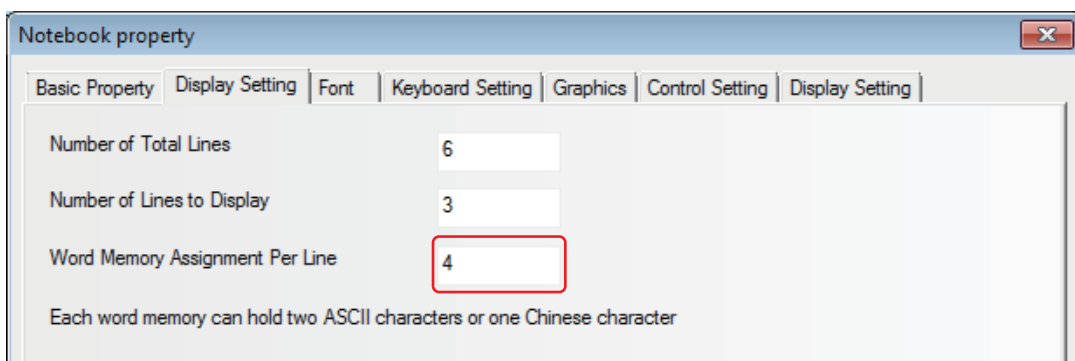 Notebook property
Basic Property Display Setting Font Keyboard Setting Graphics Control Setting Display Setting
Number of Total Lines 6
Number of Lines to Display 3
Word Memory Assignment Per Line 4
Each word memory can hold two ASCII characters or one Chinese character